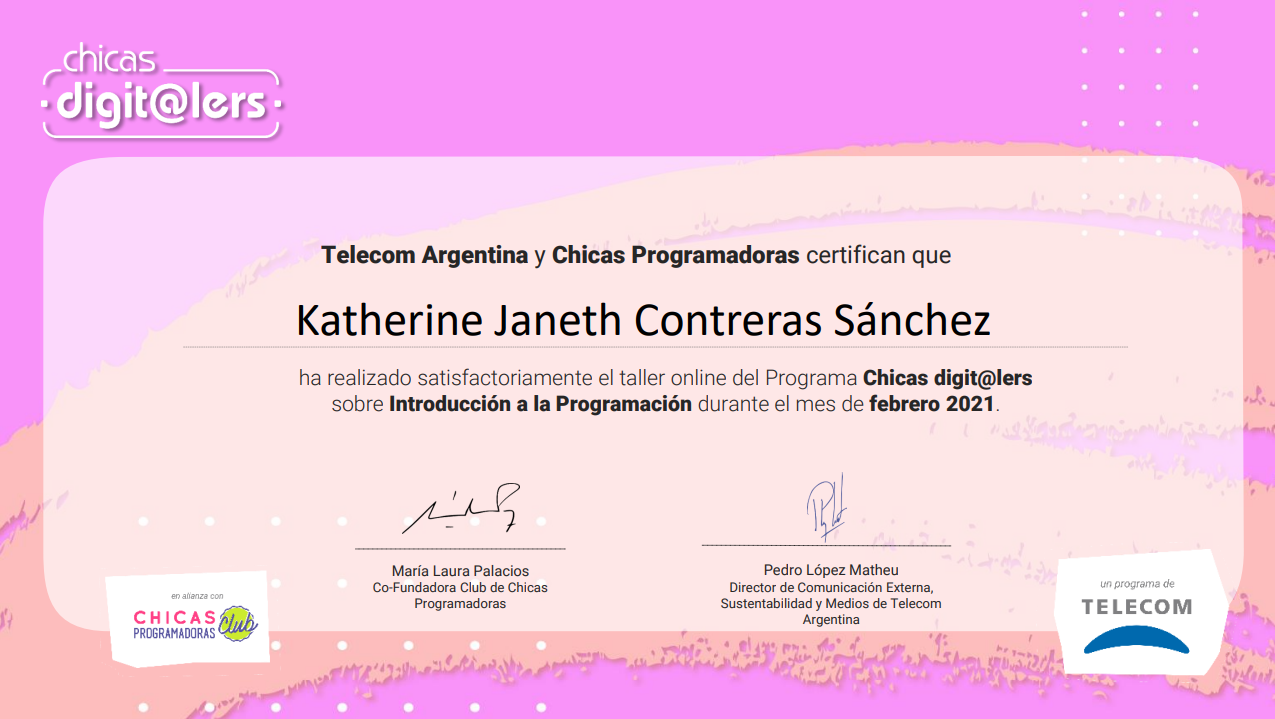 chicas
digit@lers
Telecom Argentina y Chicas Programadoras certifican que
Katherine Janeth Contreras Sánchez
ha realizado satisfactoriamente el taller online del Programa Chicas digit@lers
sobre Introducción a la Programación durante el mes de febrero 2021.
María Laura Palacios
Co-Fundadora Club de Chicas
Programadoras
Pedro López Matheu
Director de Comunicación Externa,
Sustentabilidad y Medios de Telecom
Argentina
en alianza con
CHICAS
PROGRAMADORAS Club
un programa de
TELECOM